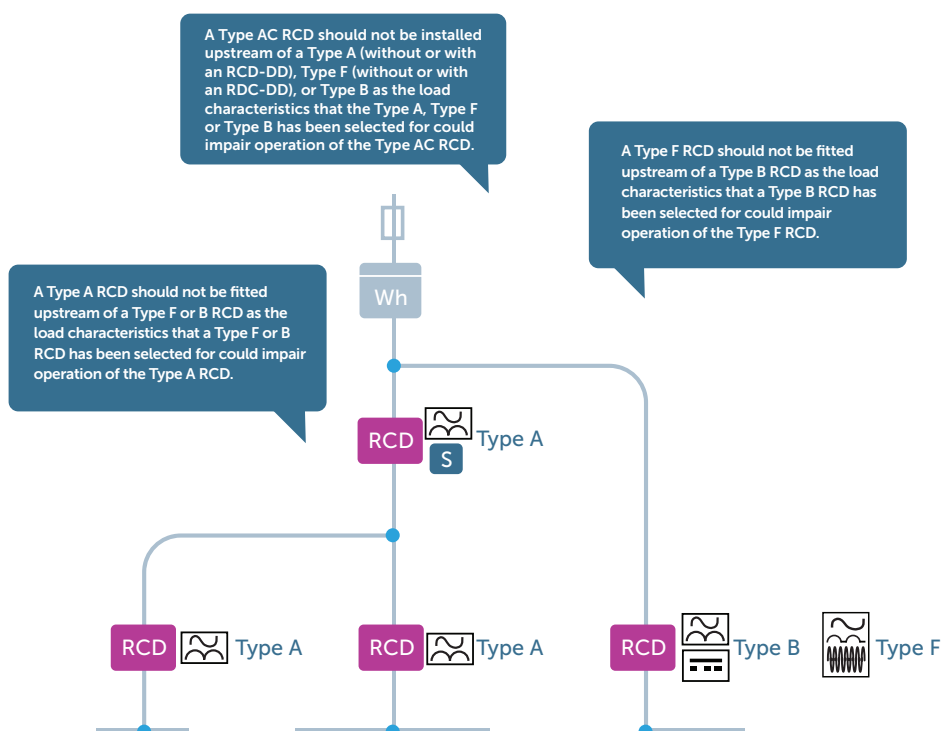 A Type AC RCD should not be installed
upstream of a Type A (without or with
an RCD-DD), Type F (without or with
an RDC-DD), or Type B as the load
characteristics that the Type A, Type F
or Type B has been selected for could
impair operation of the Type AC RCD.
A Type F RCD should not be fitted
upstream of a Type B RCD as the load
characteristics that a Type B RCD has
been selected for could impair
operation of the Type F RCD.
A Type A RCD should not be fitted
upstream of a Type F or B RCD as the
load characteristics that a Type F or B
RCD has been selected for could impair
operation of the Type A RCD.
Wh
RCD
Type A
S
RCD
Type A
RCD
Type A
RCD
Type B
Type F